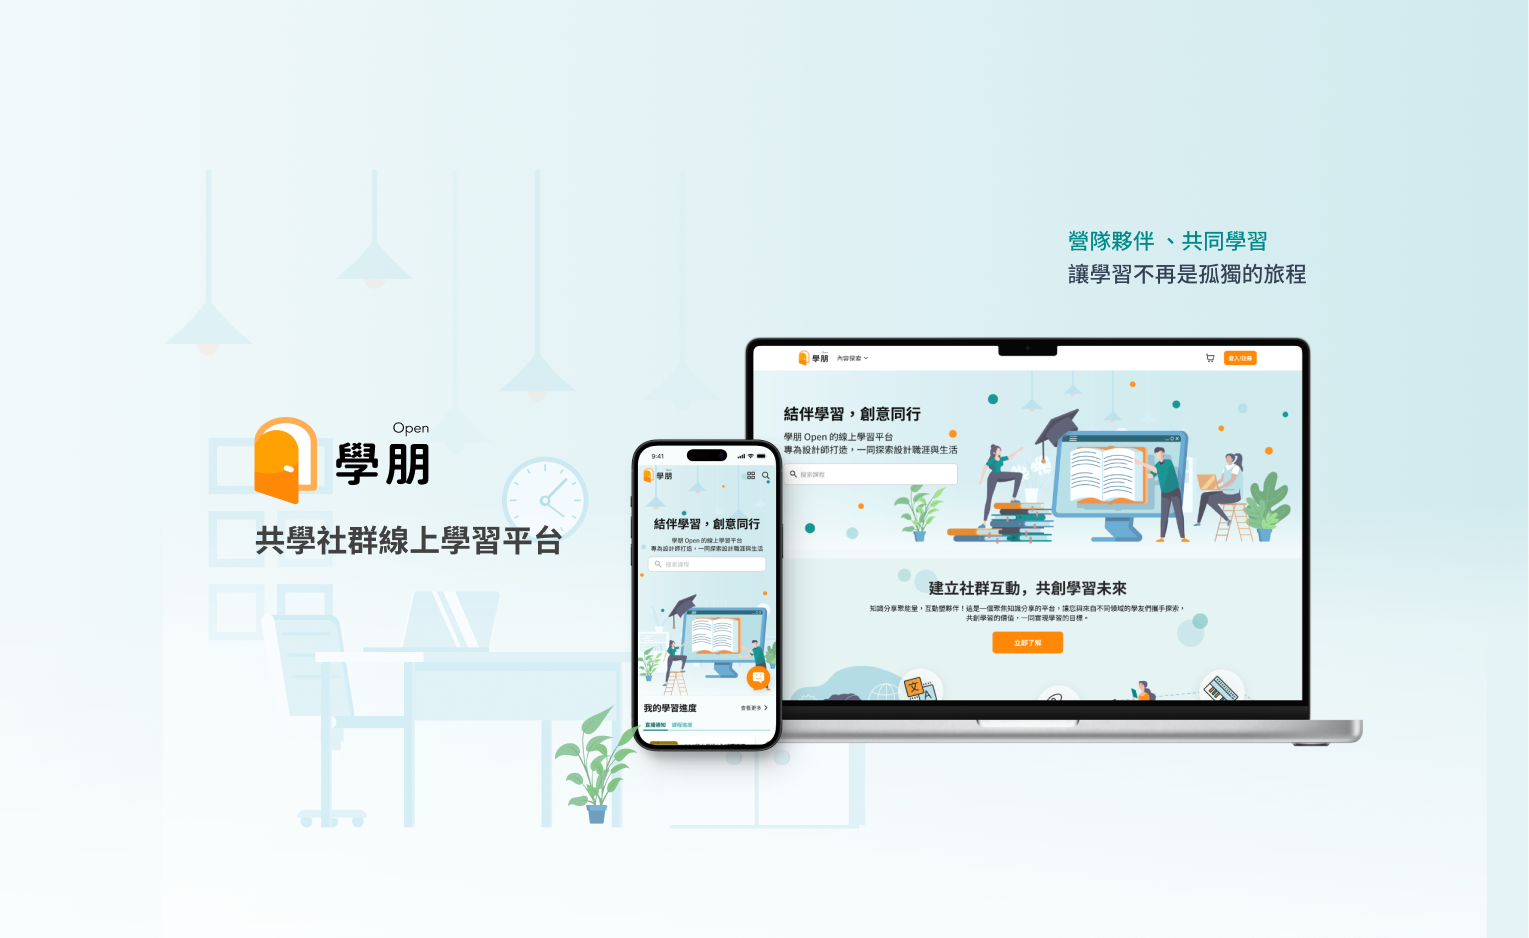 營隊夥伴 、共同學習
讓學習不再是孤獨的旅程
Open
學朋
共學社群線上學習平台
學朋
內容探索
登入/註冊
結伴學習，創意同行
學朋 Open 的線上學習平台
專為設計師打造，一同探索設計職涯與生活
搜索課程
建立社群互動，共創學習未來
知識分享聚能量，互動塑夥伴！這是一個聚焦知識分享的平台，讓您與來自不同領域的學友們攜手探索，
共創學習的價值，一同實現學習的目標。
立即了解
文
A
9:41
學朋
結伴學習，創意同行
學朋 Open 的線上學習平台
專為設計師打造，一同探索設計職涯與生活
搜索課程
我的學習進度
查看更多
直播通知
課程進度